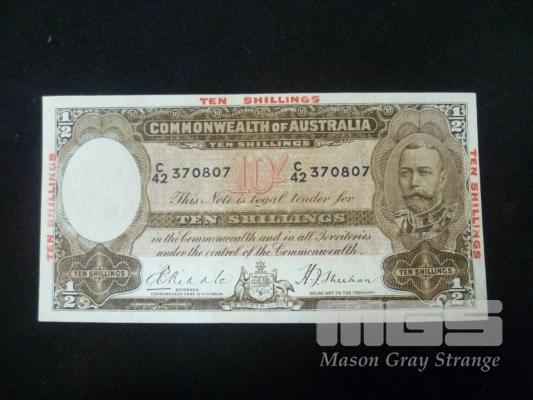 TEN SHILLINGS
1/2
1/2
COMMONWEALTH OF AUSTRALIA
TEN SHILLINGS
C/42 370807 10/- C/42 370807
This Note is legal tender for
TEN SHILLINGS
in the Commonwealth and in all Territories
under the control of the Commonwealth.
TEN SHILLINGS
TEN SHILLINGS
TEN SHILLINGS
TEN SHILLINGS
E C Riddle
GOVERNOR
COMMONWEALTH BANK OF AUSTRALIA
H. J. Sheehan
SECRETARY TO THE TREASURY
1/2
1/2
MGS
Mason Gray Strange